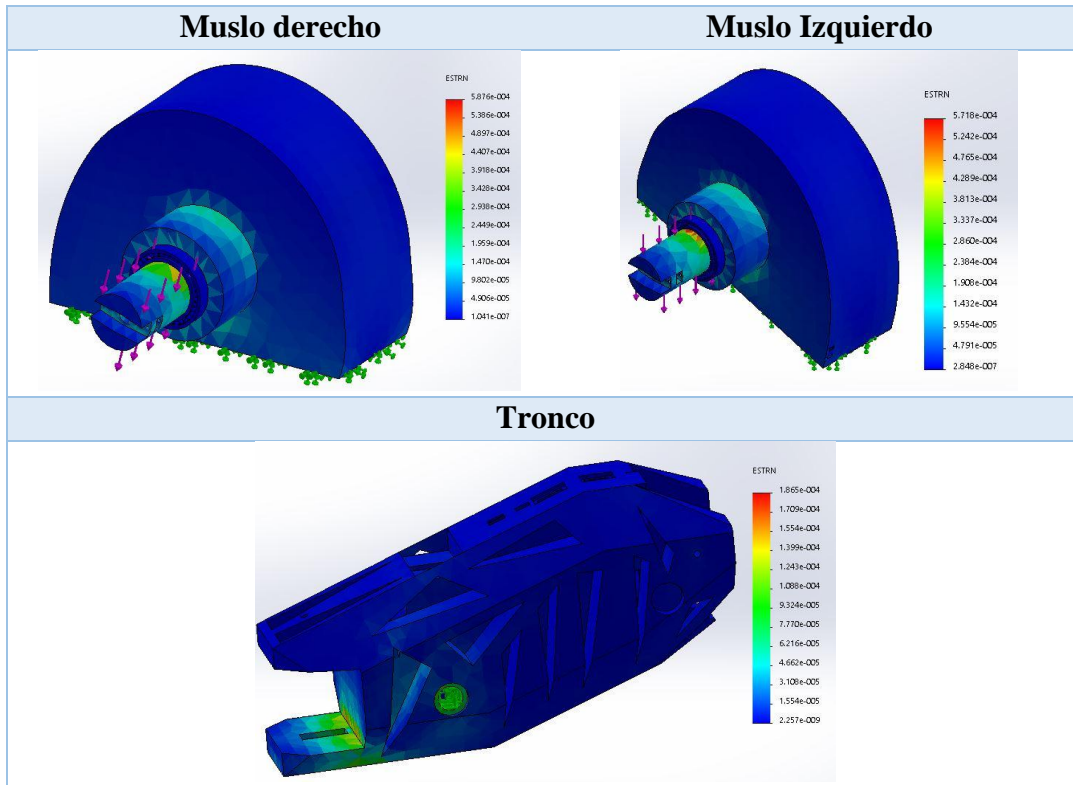 Muslo derecho
Muslo Izquierdo
ESTRN
5.876e-004
5.386e-004
4.897e-004
4.407e-004
3.918e-004
3.428e-004
2.938e-004
2.449e-004
1.959e-004
1.470e-004
9.802e-005
4.906e-005
1.041e-007
ESTRN
5.718e-004
5.242e-004
4.765e-004
4.289e-004
3.813e-004
3.337e-004
2.860e-004
2.384e-004
1.908e-004
1.432e-004
9.554e-005
4.791e-005
2.848e-007
Tronco
ESTRN
1.865e-004
1.709e-004
1.554e-004
1.399e-004
1.243e-004
1.088e-004
9.324e-005
7.770e-005
6.216e-005
4.662e-005
3.108e-005
1.554e-005
2.257e-009